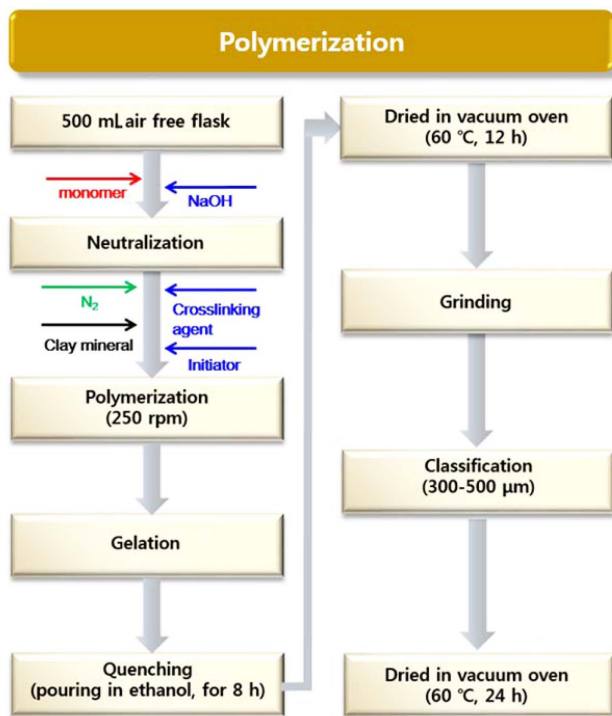 Polymerization
500 mL air free flask
monomer
NaOH
Neutralization
N₂
Crosslinking
agent
Clay mineral
Initiator
Polymerization
(250 rpm)
Gelation
Quenching
(pouring in ethanol, for 8 h)
Dried in vacuum oven
(60 ℃, 12 h)
Grinding
Classification
(300-500 μm)
Dried in vacuum oven
(60 ℃, 24 h)